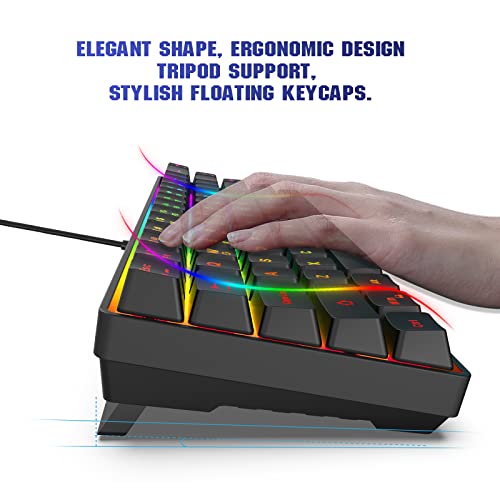 ELEGANT SHAPE, ERGONOMIC DESIGN
TRIPOD SUPPORT,
STYLISH FLOATING KEYCAPS.